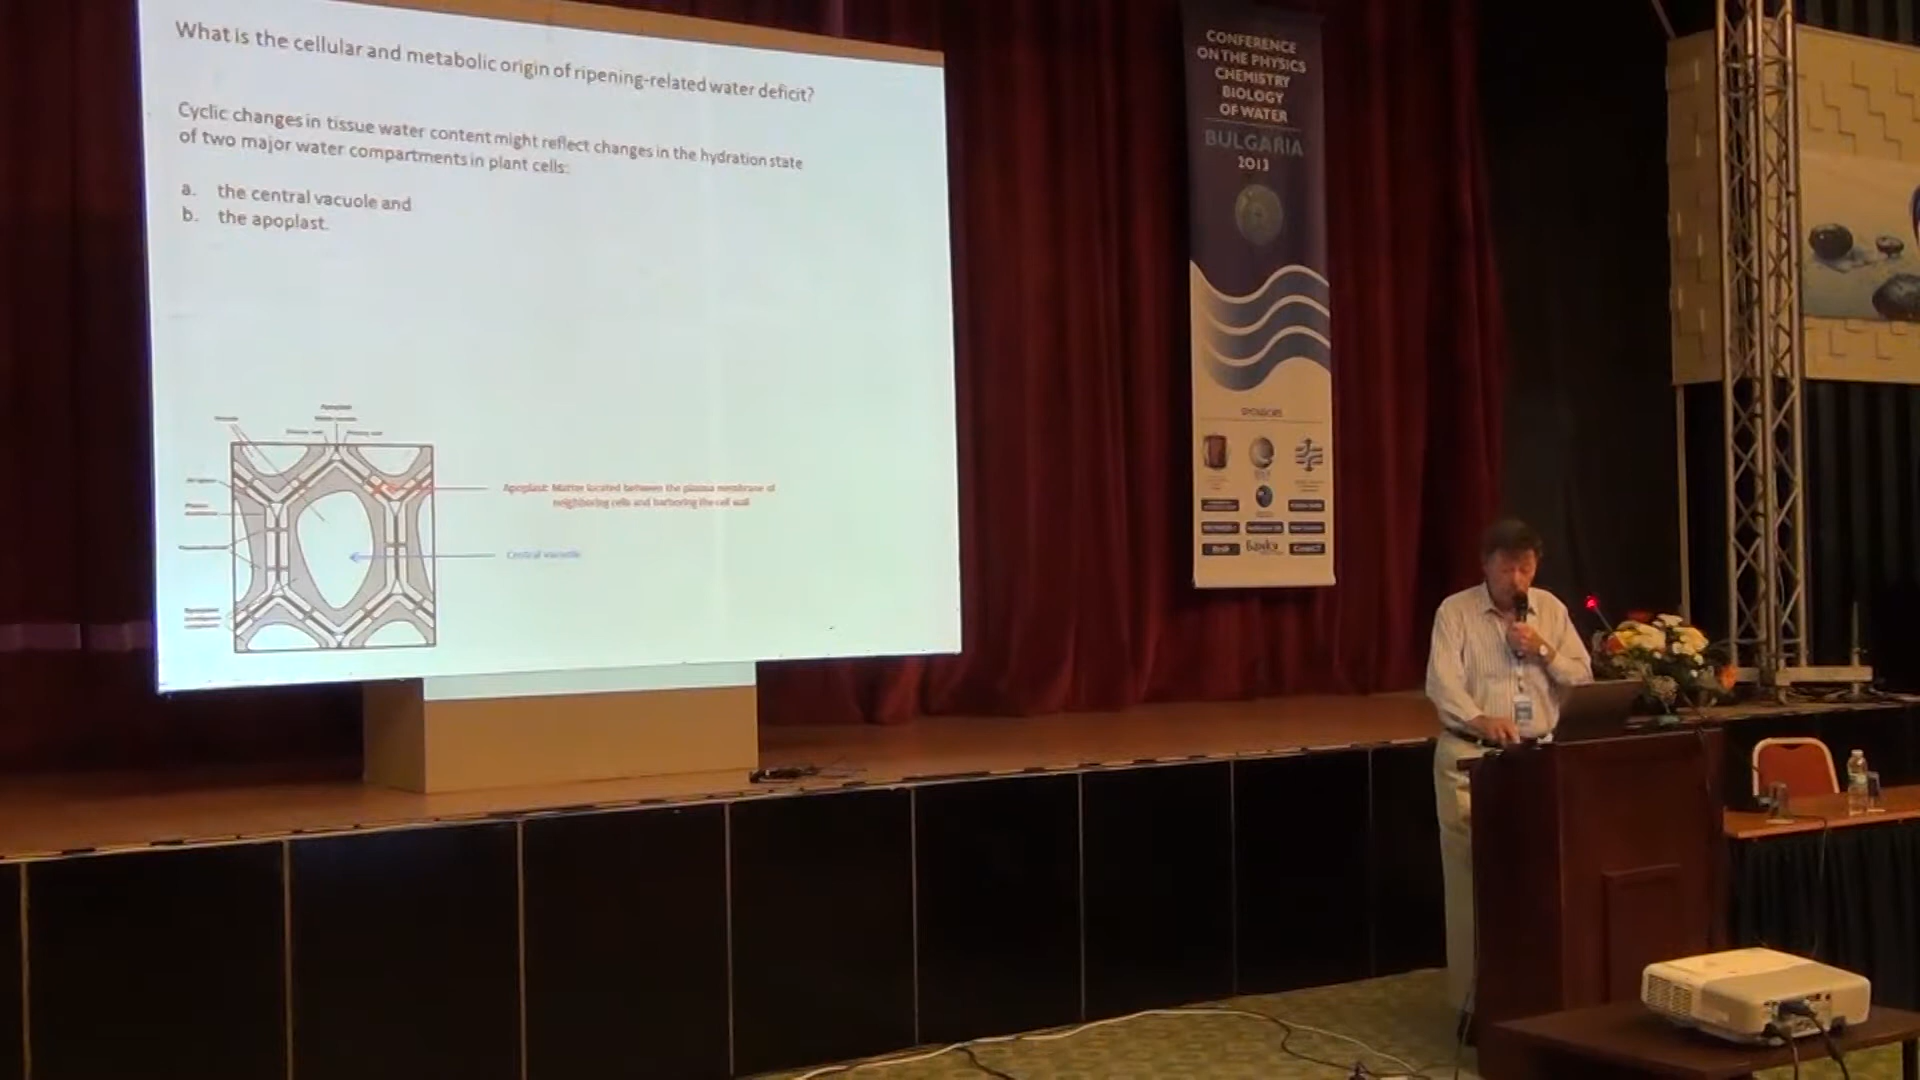 What is the cellular and metabolic origin of ripening-related water deficit?
Cyclic changes in tissue water content might reflect changes in the hydration state
of two major water compartments in plant cells:
a. the central vacuole and
b. the apoplast.
Apoplast: Matter located between the plasma membrane of
neighboring cells and harboring the cell wall
Central vacuole
CONFERENCE
ON THE PHYSICS
CHEMISTRY
BIOLOGY
OF WATER
BULGARIA
2013
SPONSORS